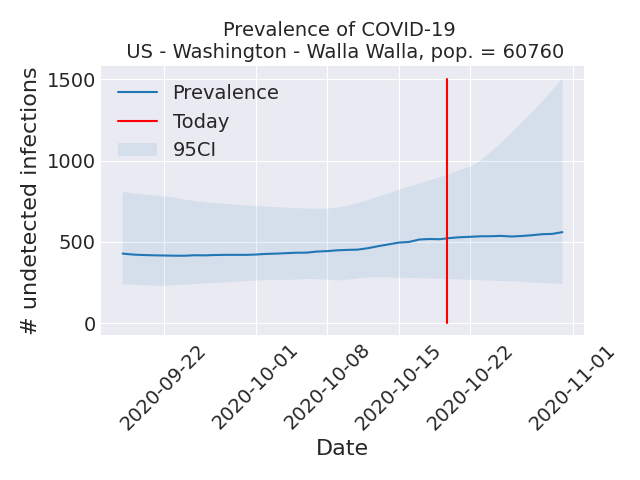 Prevalence of COVID-19
US - Washington - Walla Walla, pop. = 60760
# undetected infections
1500
1000
500
0
Prevalence
Today
95CI
2020-09-22
2020-10-01
2020-10-08
2020-10-15
2020-10-22
2020-11-01
Date